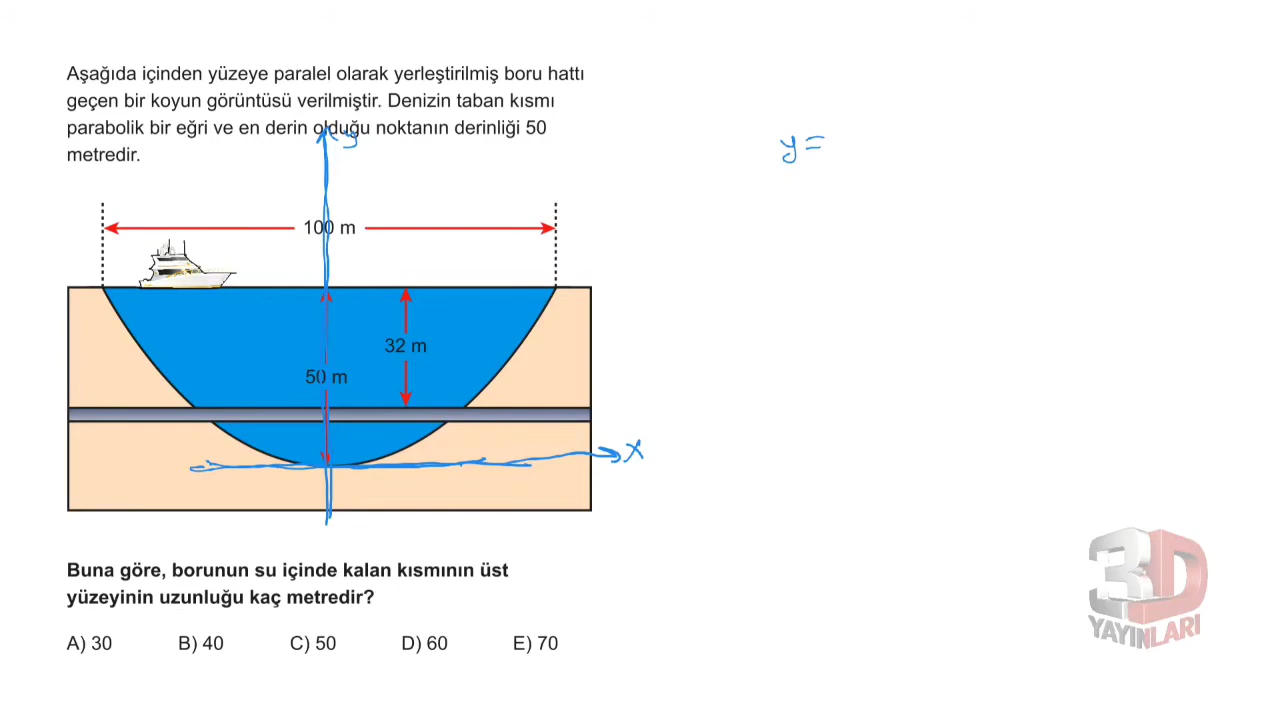 Aşağıda içinden yüzeye paralel olarak yerleştirilmiş boru hattı
geçen bir koyun görüntüsü verilmiştir. Denizin taban kısmı
parabolik bir eğri ve en derin olduğu noktanın derinliği 50
metredir.
y
y =
100 m
32 m
50 m
x
Buna göre, borunun su içinde kalan kısmının üst
yüzeyinin uzunluğu kaç metredir?
A) 30 B) 40 C) 50 D) 60 E) 70
3D
YAYINLARI